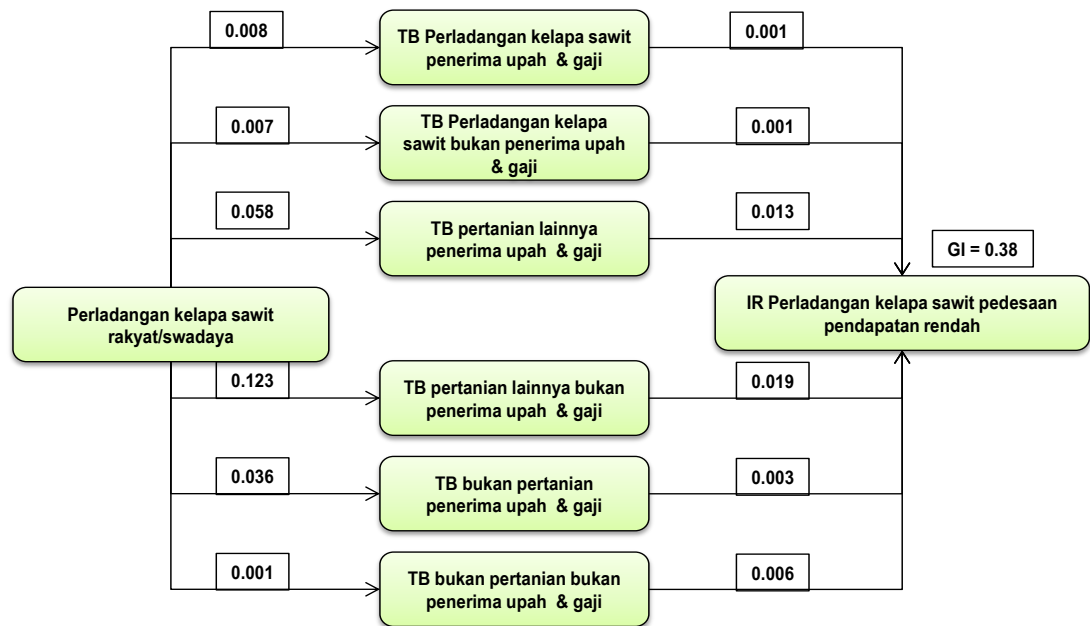 0.008
TB Perladangan kelapa sawit
penerima upah & gaji
0.001
0.007
TB Perladangan kelapa
sawit bukan penerima upah
& gaji
0.001
0.058
TB pertanian lainnya
penerima upah & gaji
0.013
GI = 0.38
Perladangan kelapa sawit
rakyat/swadaya
IR Perladangan kelapa sawit pedesaan
pendapatan rendah
0.123
TB pertanian lainnya bukan
penerima upah & gaji
0.019
0.036
TB bukan pertanian
penerima upah & gaji
0.003
0.001
TB bukan pertanian bukan
penerima upah & gaji
0.006